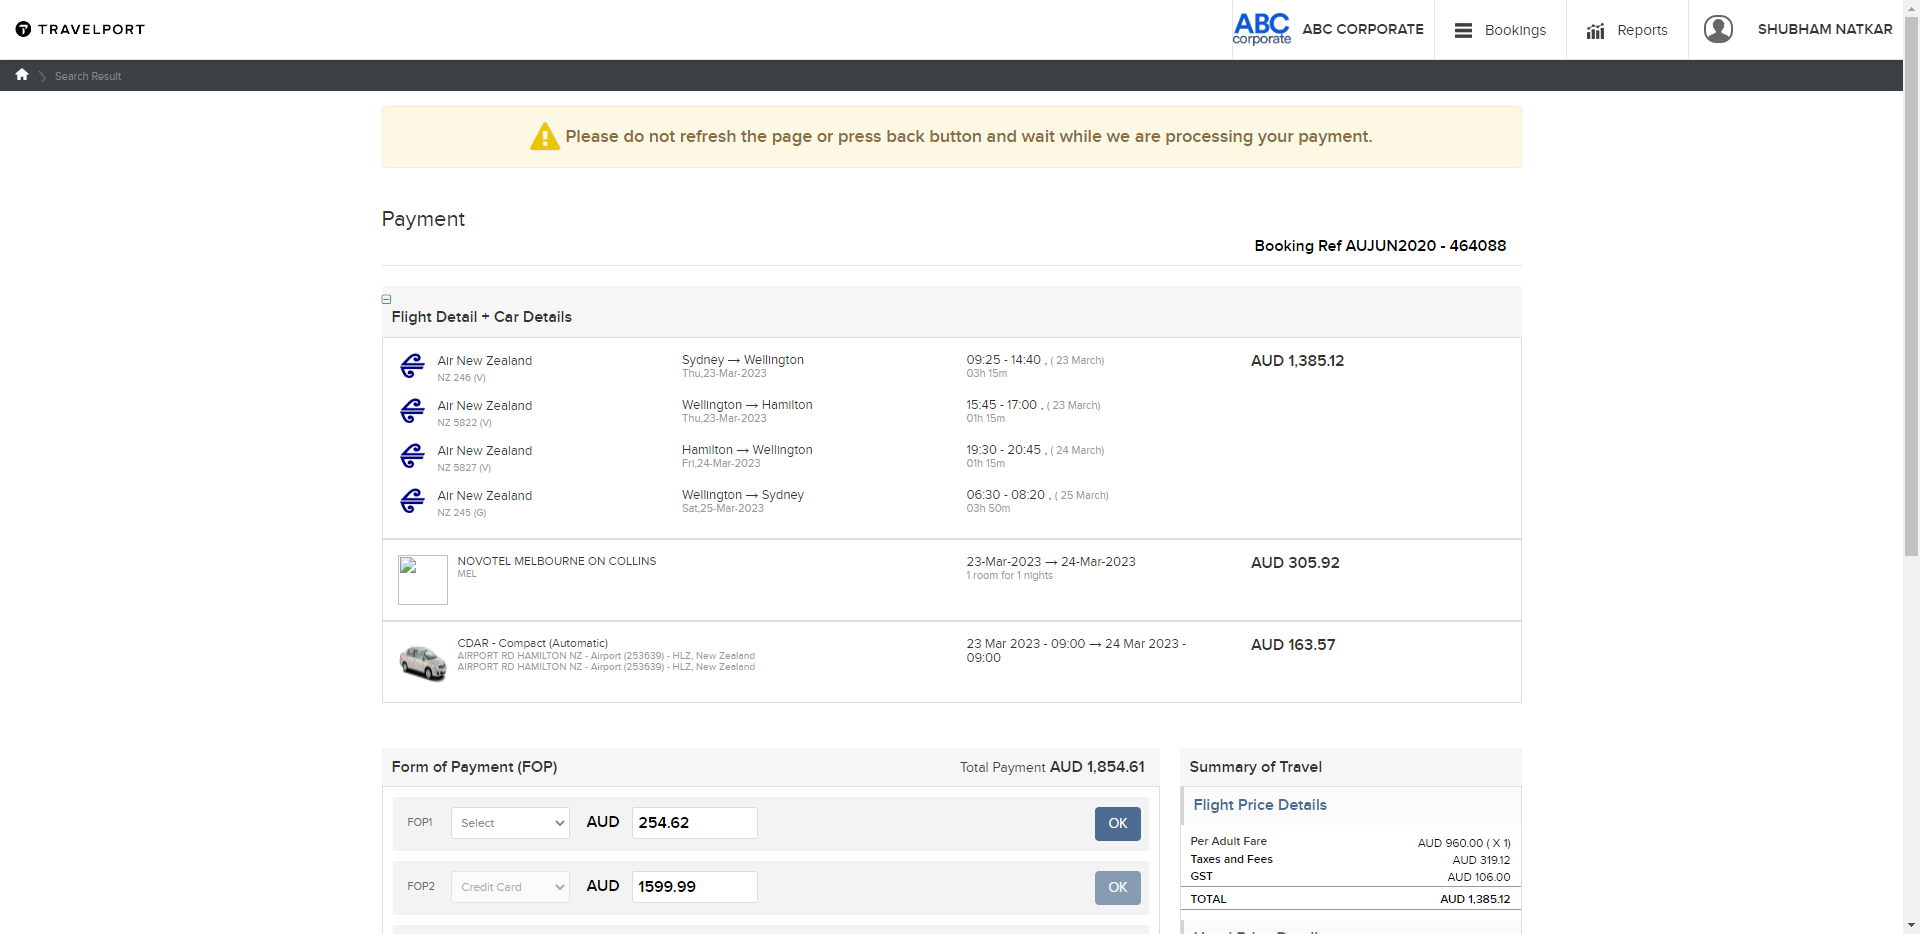 TRAVELPORT
ABC corporate
ABC CORPORATE
Bookings
Reports
SHUBHAM NATKAR
Search Result
Please do not refresh the page or press back button and wait while we are processing your payment.
Payment
Booking Ref AUJUN2020 - 464088
Flight Detail + Car Details
Air New Zealand Sydney → Wellington 09:25 - 14:40 , ( 23 March) AUD 1,385.12
NZ 246 (V) Thu,23-Mar-2023 03h 15m
Air New Zealand Wellington → Hamilton 15:45 - 17:00 , ( 23 March)
NZ 5822 (V) Thu,23-Mar-2023 01h 15m
Air New Zealand Hamilton → Wellington 19:30 - 20:45 , ( 24 March)
NZ 5827 (V) Fri,24-Mar-2023 01h 15m
Air New Zealand Wellington → Sydney 06:30 - 08:20 , ( 25 March)
NZ 245 (G) Sat,25-Mar-2023 03h 50m
NOVOTEL MELBOURNE ON COLLINS 23-Mar-2023 → 24-Mar-2023 AUD 305.92
MEL 1 room for 1 nights
CDAR - Compact (Automatic) 23 Mar 2023 - 09:00 → 24 Mar 2023 - AUD 163.57
AIRPORT RD HAMILTON NZ - Airport (253639) - HLZ, New Zealand 09:00
AIRPORT RD HAMILTON NZ - Airport (253639) - HLZ, New Zealand
Form of Payment (FOP) Total Payment AUD 1,854.61
FOP1 Select AUD 254.62 OK
FOP2 Credit Card AUD 1599.99 OK
Summary of Travel
Flight Price Details
Per Adult Fare AUD 960.00 ( X 1)
Taxes and Fees AUD 319.12
GST AUD 106.00
TOTAL AUD 1,385.12